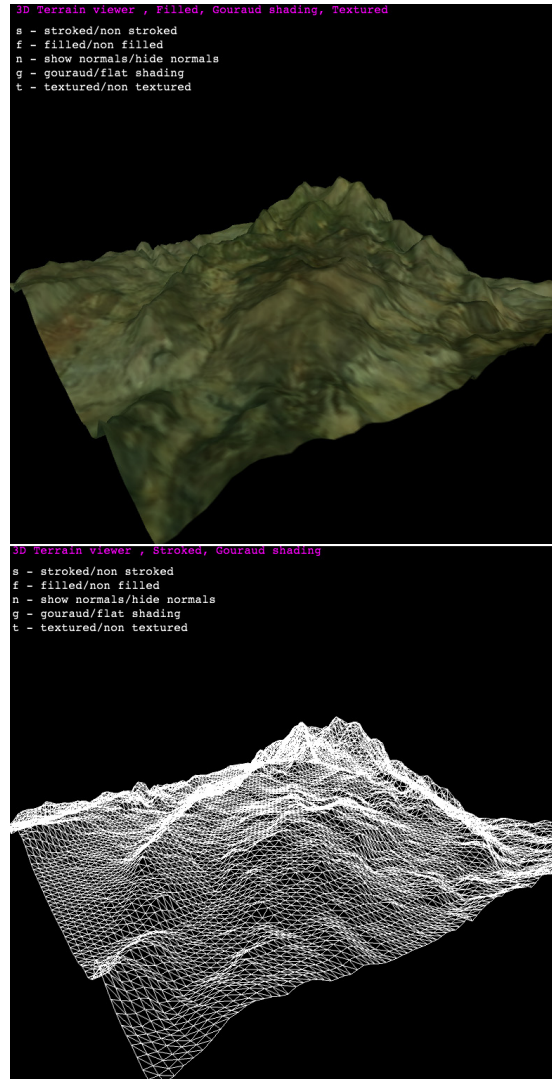 3D Terrain viewer , Filled, Gouraud shading, Textured
s - stroked/non stroked
f - filled/non filled
n - show normals/hide normals
g - gouraud/flat shading
t - textured/non textured
3D Terrain viewer , Stroked, Gouraud shading
s - stroked/non stroked
f - filled/non filled
n - show normals/hide normals
g - gouraud/flat shading
t - textured/non textured